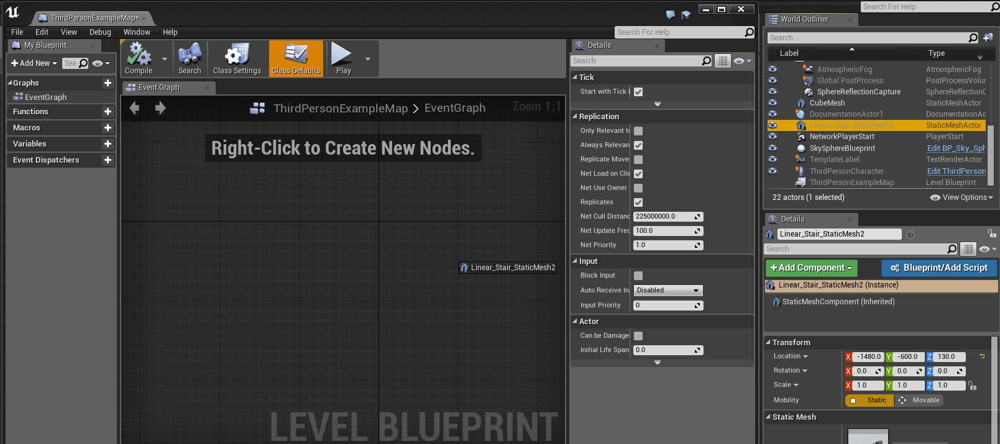 Search For Help
ThirdPersonExampleMap*
File Edit View Debug Window Help
Search For Help
My Blueprint
Add New
Sea
Graphs
EventGraph
Functions
Macros
Variables
Event Dispatchers
Compile
Search
Class Settings
Class Defaults
Play
Event Graph
ThirdPersonExampleMap > EventGraph
Zoom 1:1
Right-Click to Create New Nodes.
Linear_Stair_StaticMesh2
LEVEL BLUEPRINT
Details
Search
Tick
Start with Tick
Replication
Only Relevant to
Always Relevan
Replicate Move
Net Load on Clie
Net Use Owner
Replicates
Net Cull Distanc 225000000.0
Net Update Fred 100.0
Net Priority 1.0
Input
Block Input
Auto Receive In Disabled
Input Priority 0
Actor
Can be Damage
Initial Life Span 0.0
World Outliner
Search...
Label Type
AtmosphericFog AtmosphericFog
Global PostProcess PostProcessVolur
SphereReflectionCapture SphereReflectionC
CubeMesh StaticMeshActor
DocumentationActor1 DocumentationAc
Linear_Stair_StaticMesh2 StaticMeshActor
NetworkPlayerStart PlayerStart
SkySphereBlueprint Edit BP_Sky_Sph
TemplateLabel TextRenderActor
ThirdPersonCharacter Edit ThirdPerson
ThirdPersonExampleMap Level Blueprint
22 actors (1 selected) View Options
Details
Linear_Stair_StaticMesh2
Search
Add Component
Blueprint/Add Script
Linear_Stair_StaticMesh2 (Instance)
StaticMeshComponent (Inherited)
Transform
Location X -1480.0 Y -600.0 Z 130.0
Rotation X 0.0 Y 0.0 Z 0.0
Scale X 1.0 Y 1.0 Z 1.0
Mobility Static Movable
Static Mesh